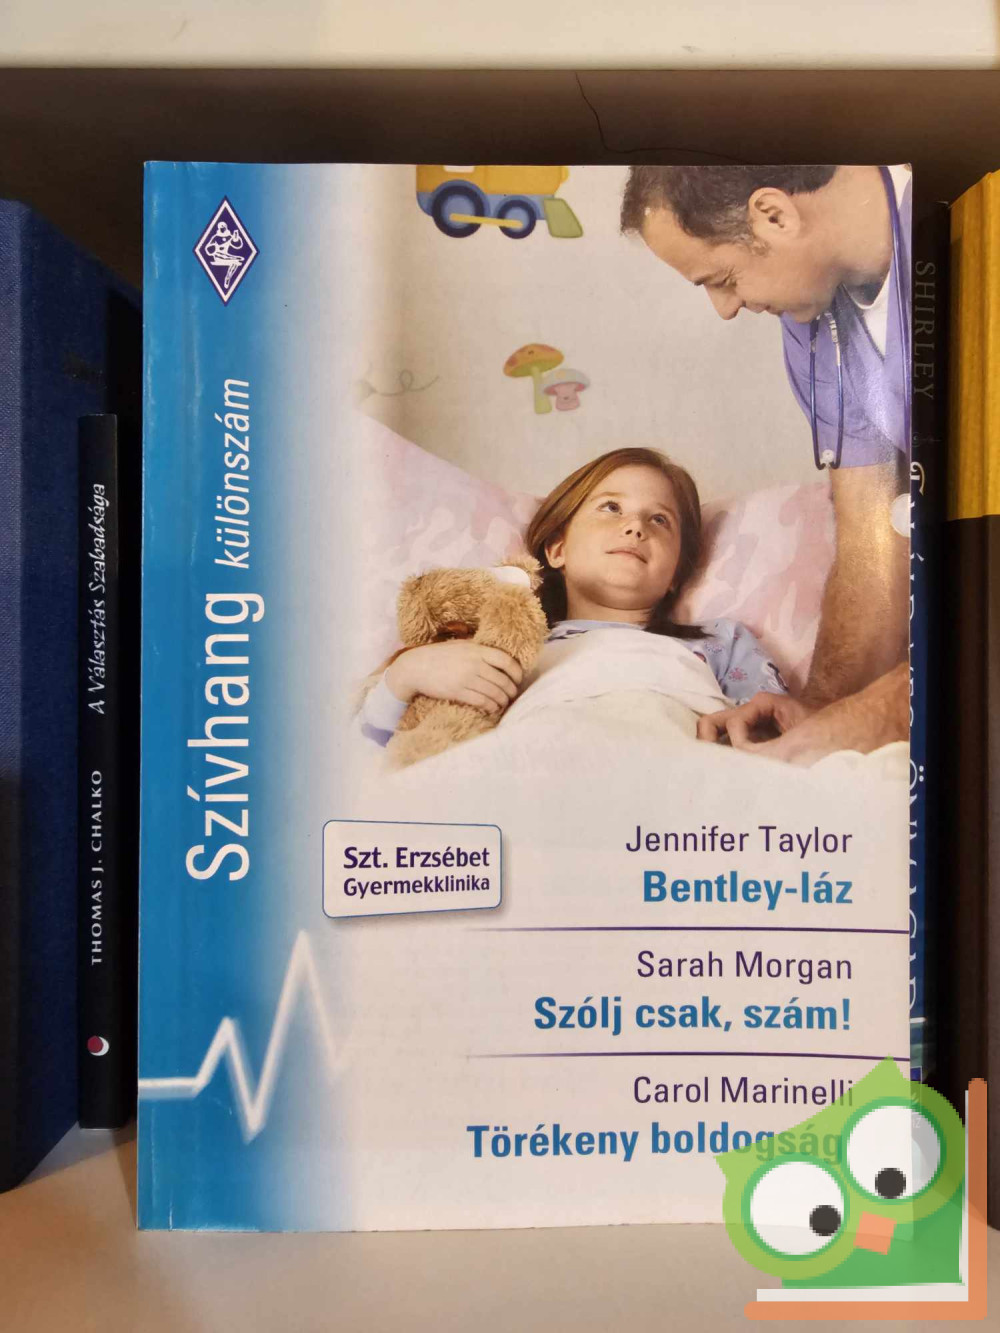 Szívhang különszám
Szt. Erzsébet
Gyermekklinika
Jennifer Taylor
Bentley-láz
Sarah Morgan
Szólj csak, szám!
Carol Marinelli
Törékeny boldogság
THOMAS J. CHALKO
A Választás Szabadsága
SHIRLEY